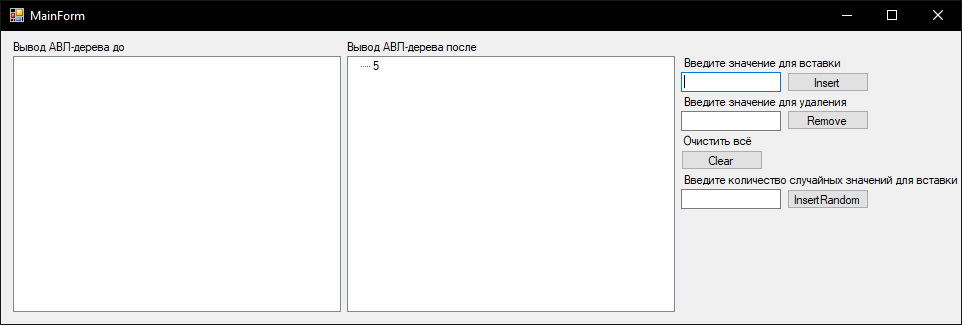 MainForm
Вывод АВЛ-дерева до
Вывод АВЛ-дерева после
5
Введите значение для вставки
Insert
Введите значение для удаления
Remove
Очистить всё
Clear
Введите количество случайных значений для вставки
InsertRandom